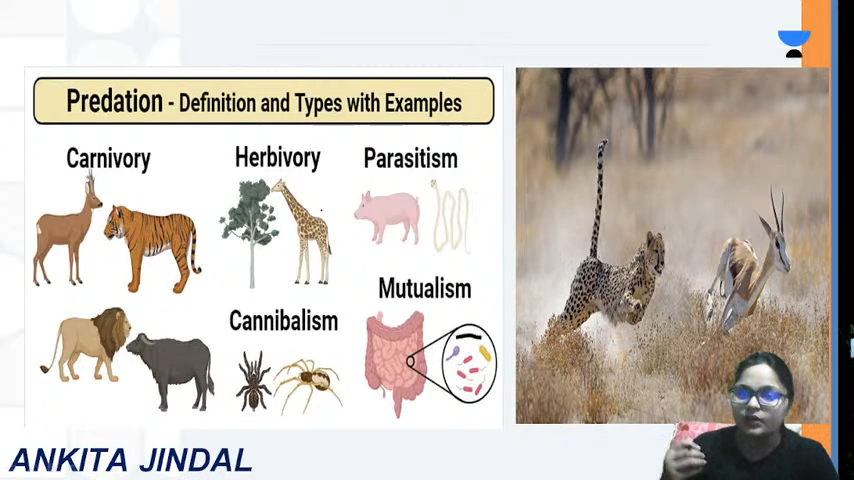 Predation - Definition and Types with Examples
Carnivory
Herbivory
Parasitism
Mutualism
Cannibalism
ANKITA JINDAL